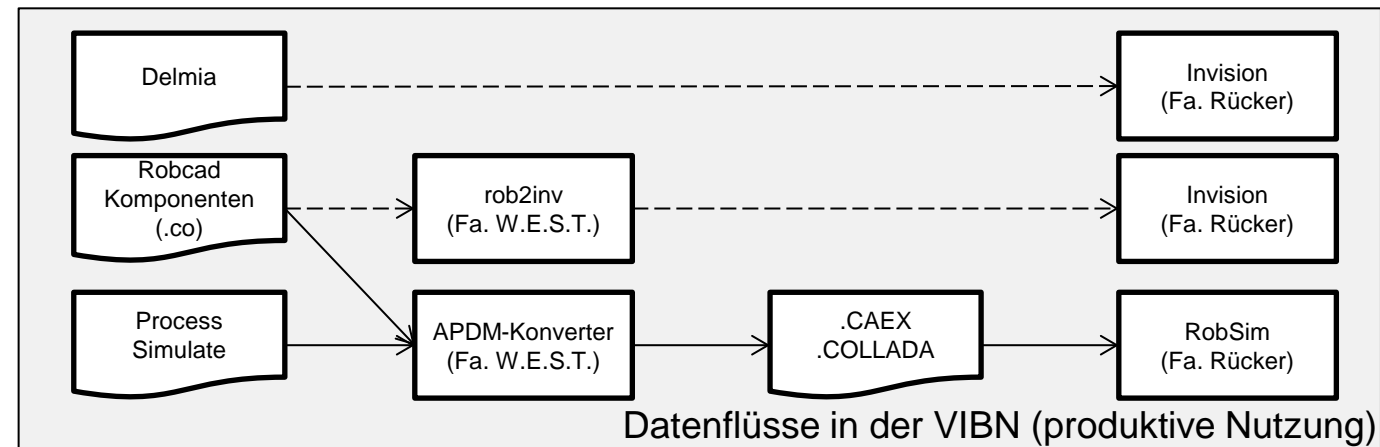 Delmia
Invision
(Fa. Rücker)
Robcad
Komponenten
(.co)
rob2inv
(Fa. W.E.S.T.)
Invision
(Fa. Rücker)
Process
Simulate
APDM-Konverter
(Fa. W.E.S.T.)
.CAEX
.COLLADA
RobSim
(Fa. Rücker)
Datenflüsse in der VIBN (produktive Nutzung)